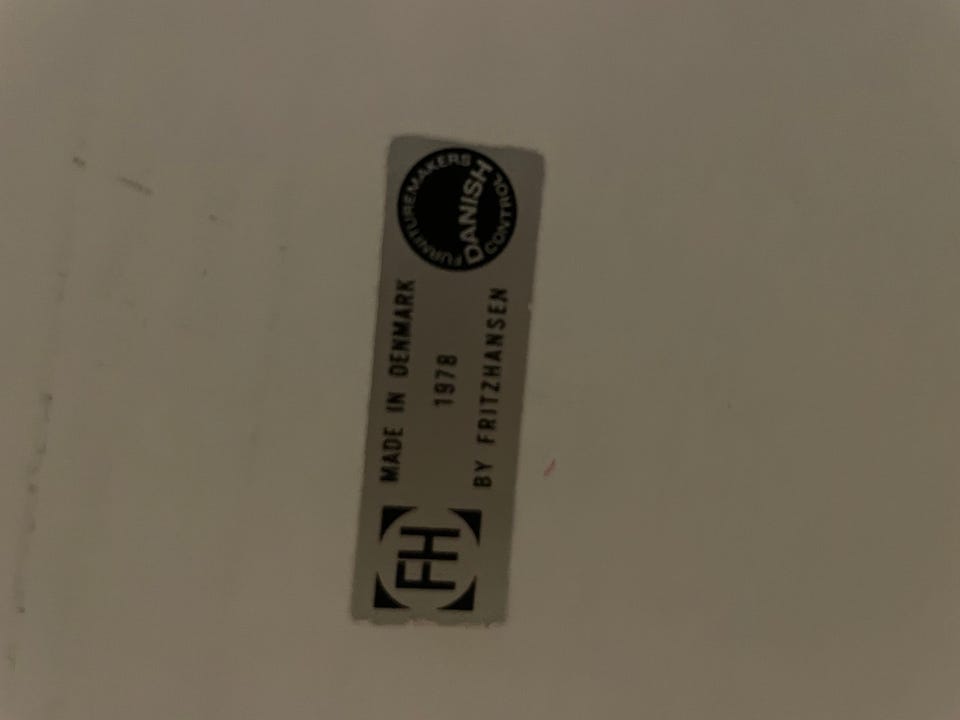 FH
MADE IN DENMARK
1978
BY FRITZHANSEN
FURNITUREMAKERS
DANISH
CONTROL